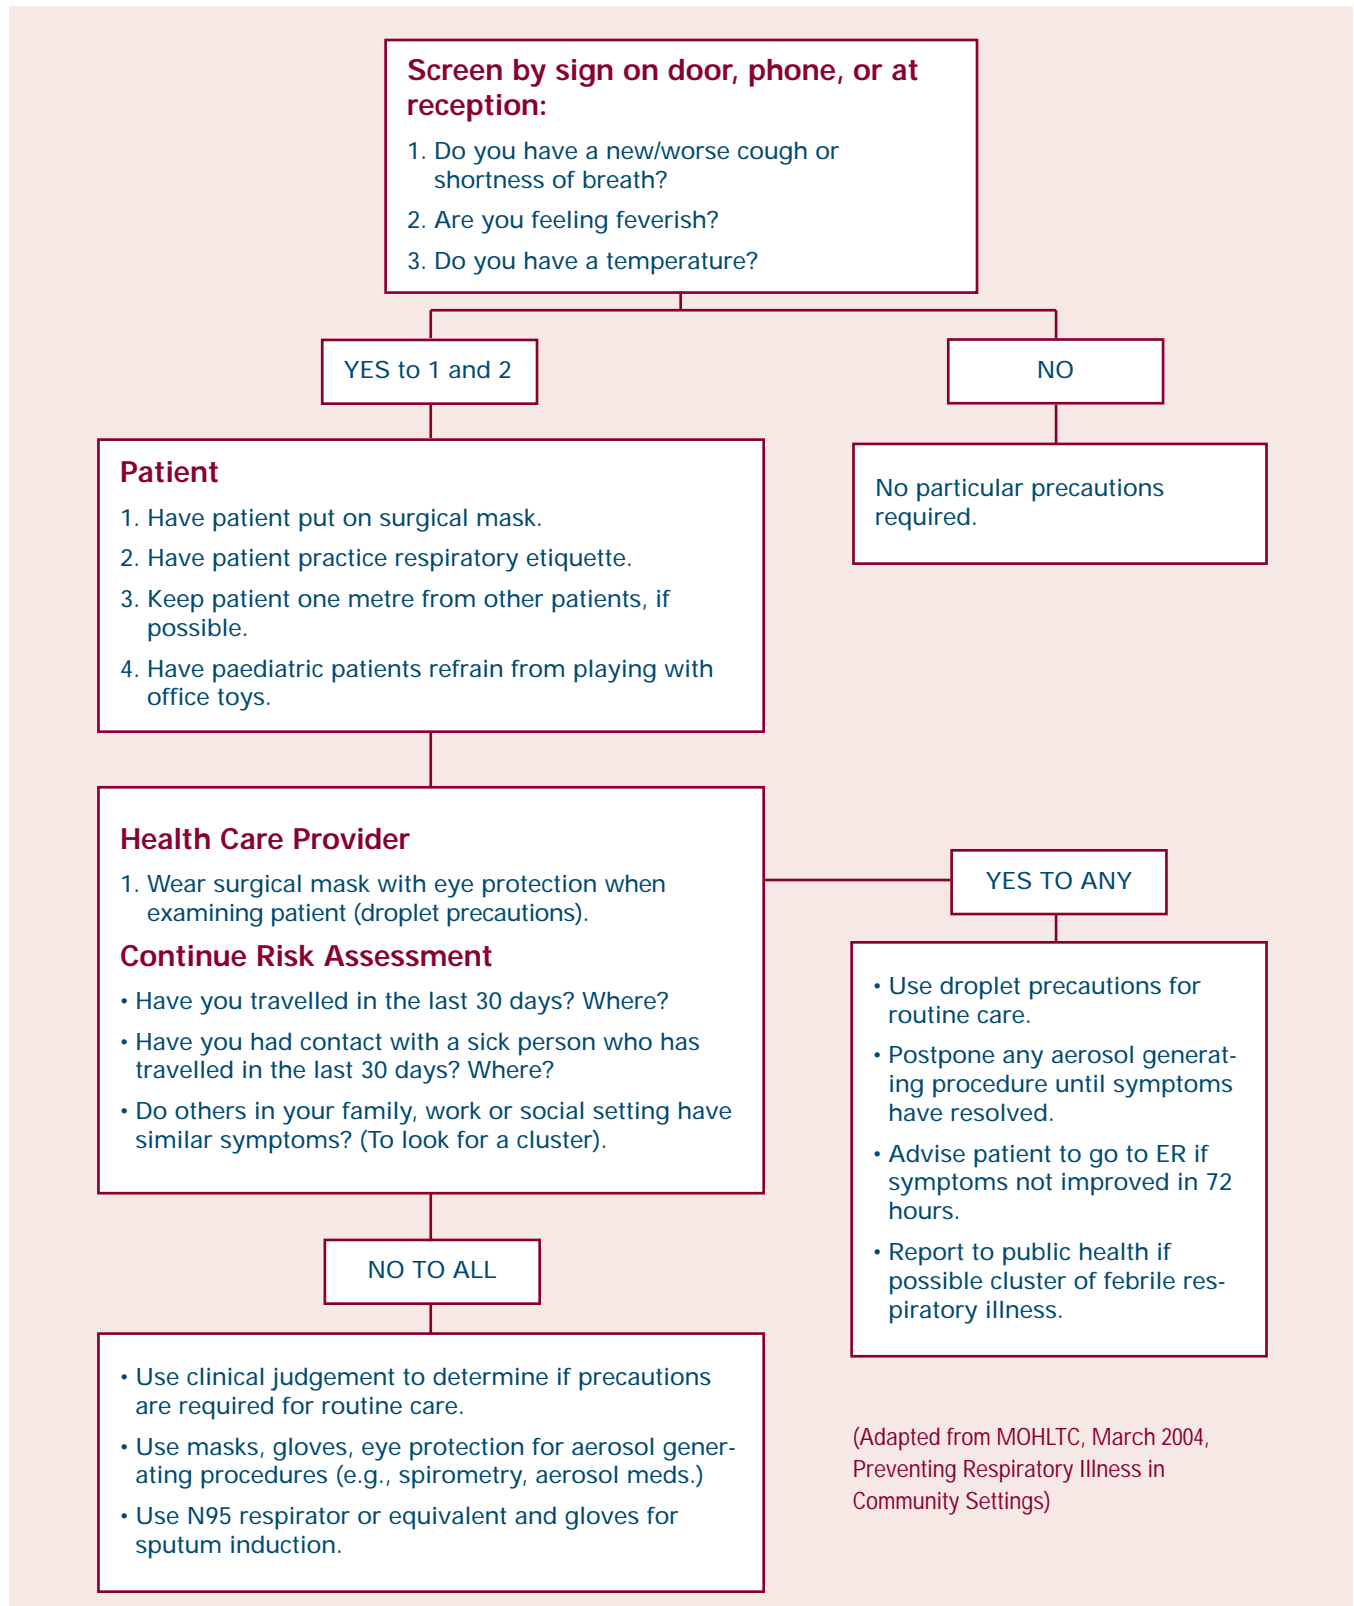 Screen by sign on door, phone, or at
reception:
1. Do you have a new/worse cough or
shortness of breath?
2. Are you feeling feverish?
3. Do you have a temperature?
YES to 1 and 2
NO
Patient
1. Have patient put on surgical mask.
2. Have patient practice respiratory etiquette.
3. Keep patient one metre from other patients, if
possible.
4. Have paediatric patients refrain from playing with
office toys.
No particular precautions
required.
Health Care Provider
1. Wear surgical mask with eye protection when
examining patient (droplet precautions).
Continue Risk Assessment
• Have you travelled in the last 30 days? Where?
• Have you had contact with a sick person who has
travelled in the last 30 days? Where?
• Do others in your family, work or social setting have
similar symptoms? (To look for a cluster).
YES TO ANY
• Use droplet precautions for
routine care.
• Postpone any aerosol generat-
ing procedure until symptoms
have resolved.
• Advise patient to go to ER if
symptoms not improved in 72
hours.
• Report to public health if
possible cluster of febrile res-
piratory illness.
NO TO ALL
• Use clinical judgement to determine if precautions
are required for routine care.
• Use masks, gloves, eye protection for aerosol gener-
ating procedures (e.g., spirometry, aerosol meds.)
• Use N95 respirator or equivalent and gloves for
sputum induction.
(Adapted from MOHLTC, March 2004,
Preventing Respiratory Illness in
Community Settings)